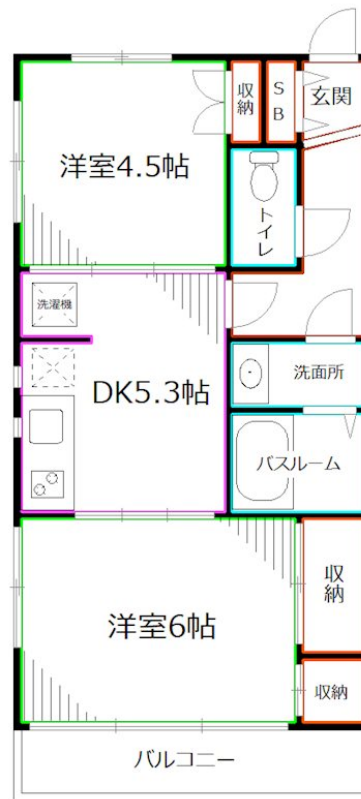 収納
SB
玄関
洋室4.5帖
トイレ
洗濯機
DK5.3帖
洗面所
バスルーム
洋室6帖
収納
収納
バルコニー